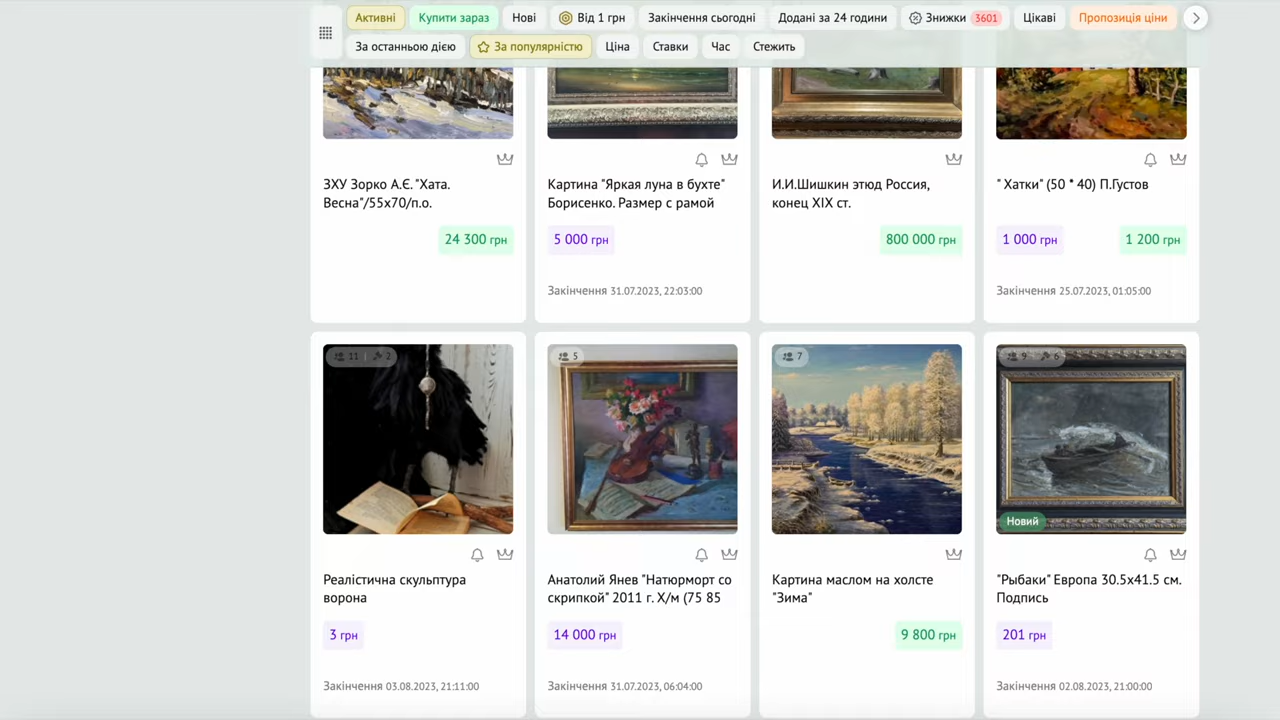 Активні
Купити зараз
Нові
Від 1 грн
Закінчення сьогодні
Додані за 24 години
Знижки 3601
Цікаві
Пропозиція ціни
За останньою дією
За популярністю
Ціна
Ставки
Час
Стежить
ЗХУ Зорко А.Є. "Хата.
Весна"/55х70/п.о.
24 300 грн
Картина "Яркая луна в бухте"
Борисенко. Размер с рамой
5 000 грн
Закінчення 31.07.2023, 22:03:00
И.И.Шишкин этюд Россия,
конец XIX ст.
800 000 грн
" Хатки" (50 * 40) П.Густов
1 000 грн
1 200 грн
Закінчення 25.07.2023, 01:05:00
11 2
Реалістична скульптура
ворона
3 грн
Закінчення 03.08.2023, 21:11:00
5
Анатолий Янев "Натюрморт со
скрипкой" 2011 г. Х/м (75 85
14 000 грн
Закінчення 31.07.2023, 06:04:00
7
Картина маслом на холсте
"Зима"
9 800 грн
9 6
Новий
"Рыбаки" Европа 30.5х41.5 см.
Подпись
201 грн
Закінчення 02.08.2023, 21:00:00